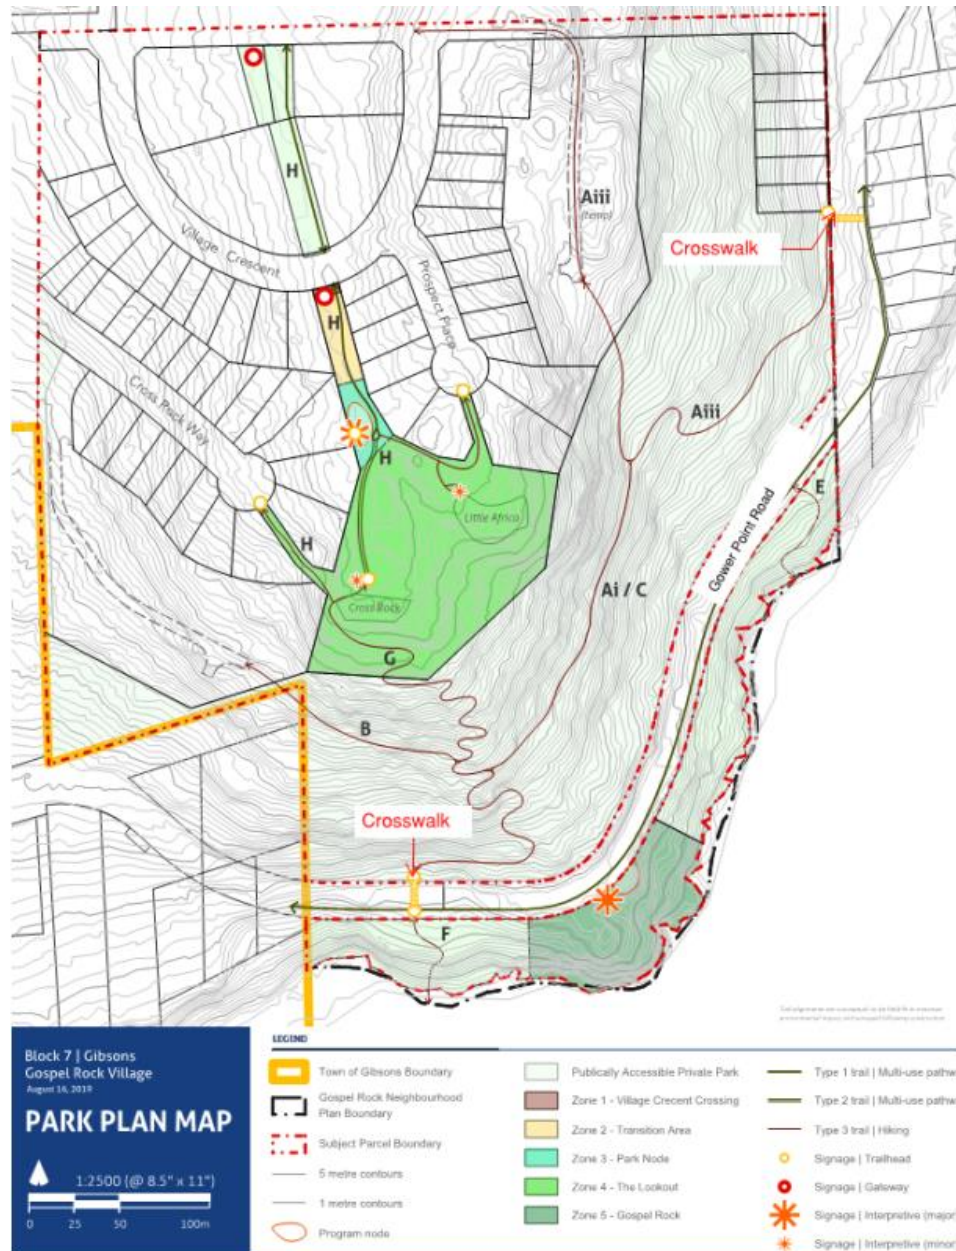 H
Village Crescent
H
Prospect Place
Aiii
(temp)
Crosswalk
Cross Rock Way
H
Little Africa
Aiii
E
Gower Point Road
H
Ai / C
Cross Rock
G
B
Crosswalk
F
Block 7 | Gibsons
Gospel Rock Village
August 16, 2019
PARK PLAN MAP
1:2500 (@ 8.5" x 11")
0 25 50 100m
LEGEND
Town of Gibsons Boundary
Gospel Rock Neighbourhood
Plan Boundary
Subject Parcel Boundary
5 metre contours
1 metre contours
Program node
Publically Accessible Private Park
Zone 1 - Village Crecent Crossing
Zone 2 - Transition Area
Zone 3 - Park Node
Zone 4 - The Lookout
Zone 5 - Gospel Rock
Type 1 trail | Multi-use pathw
Type 2 trail | Multi-use pathw
Type 3 trail | Hiking
Signage | Trailhead
Signage | Gateway
Signage | Interpretive (major
Signage | Interpretive (minor